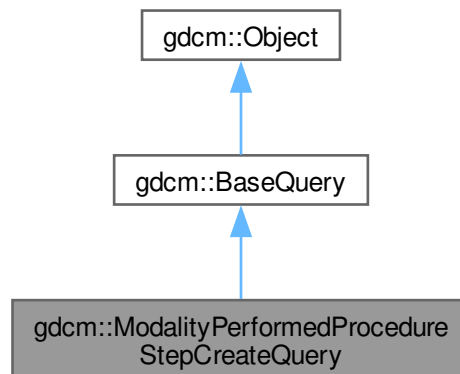 gdcm::Object
gdcm::BaseQuery
gdcm::ModalityPerformedProcedure
StepCreateQuery